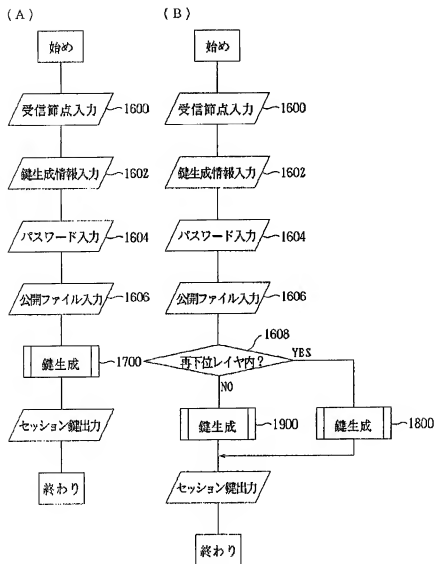 (A)
始め
受信節点入力
1600
鍵生成情報入力
1602
パスワード入力
1604
公開ファイル入力
1606
鍵生成
1700
セッション鍵出力
終わり
(B)
始め
受信節点入力
1600
鍵生成情報入力
1602
パスワード入力
1604
公開ファイル入力
1606
1608
再下位レイヤ内?
YES
NO
鍵生成
1900
鍵生成
1800
セッション鍵出力
終わり